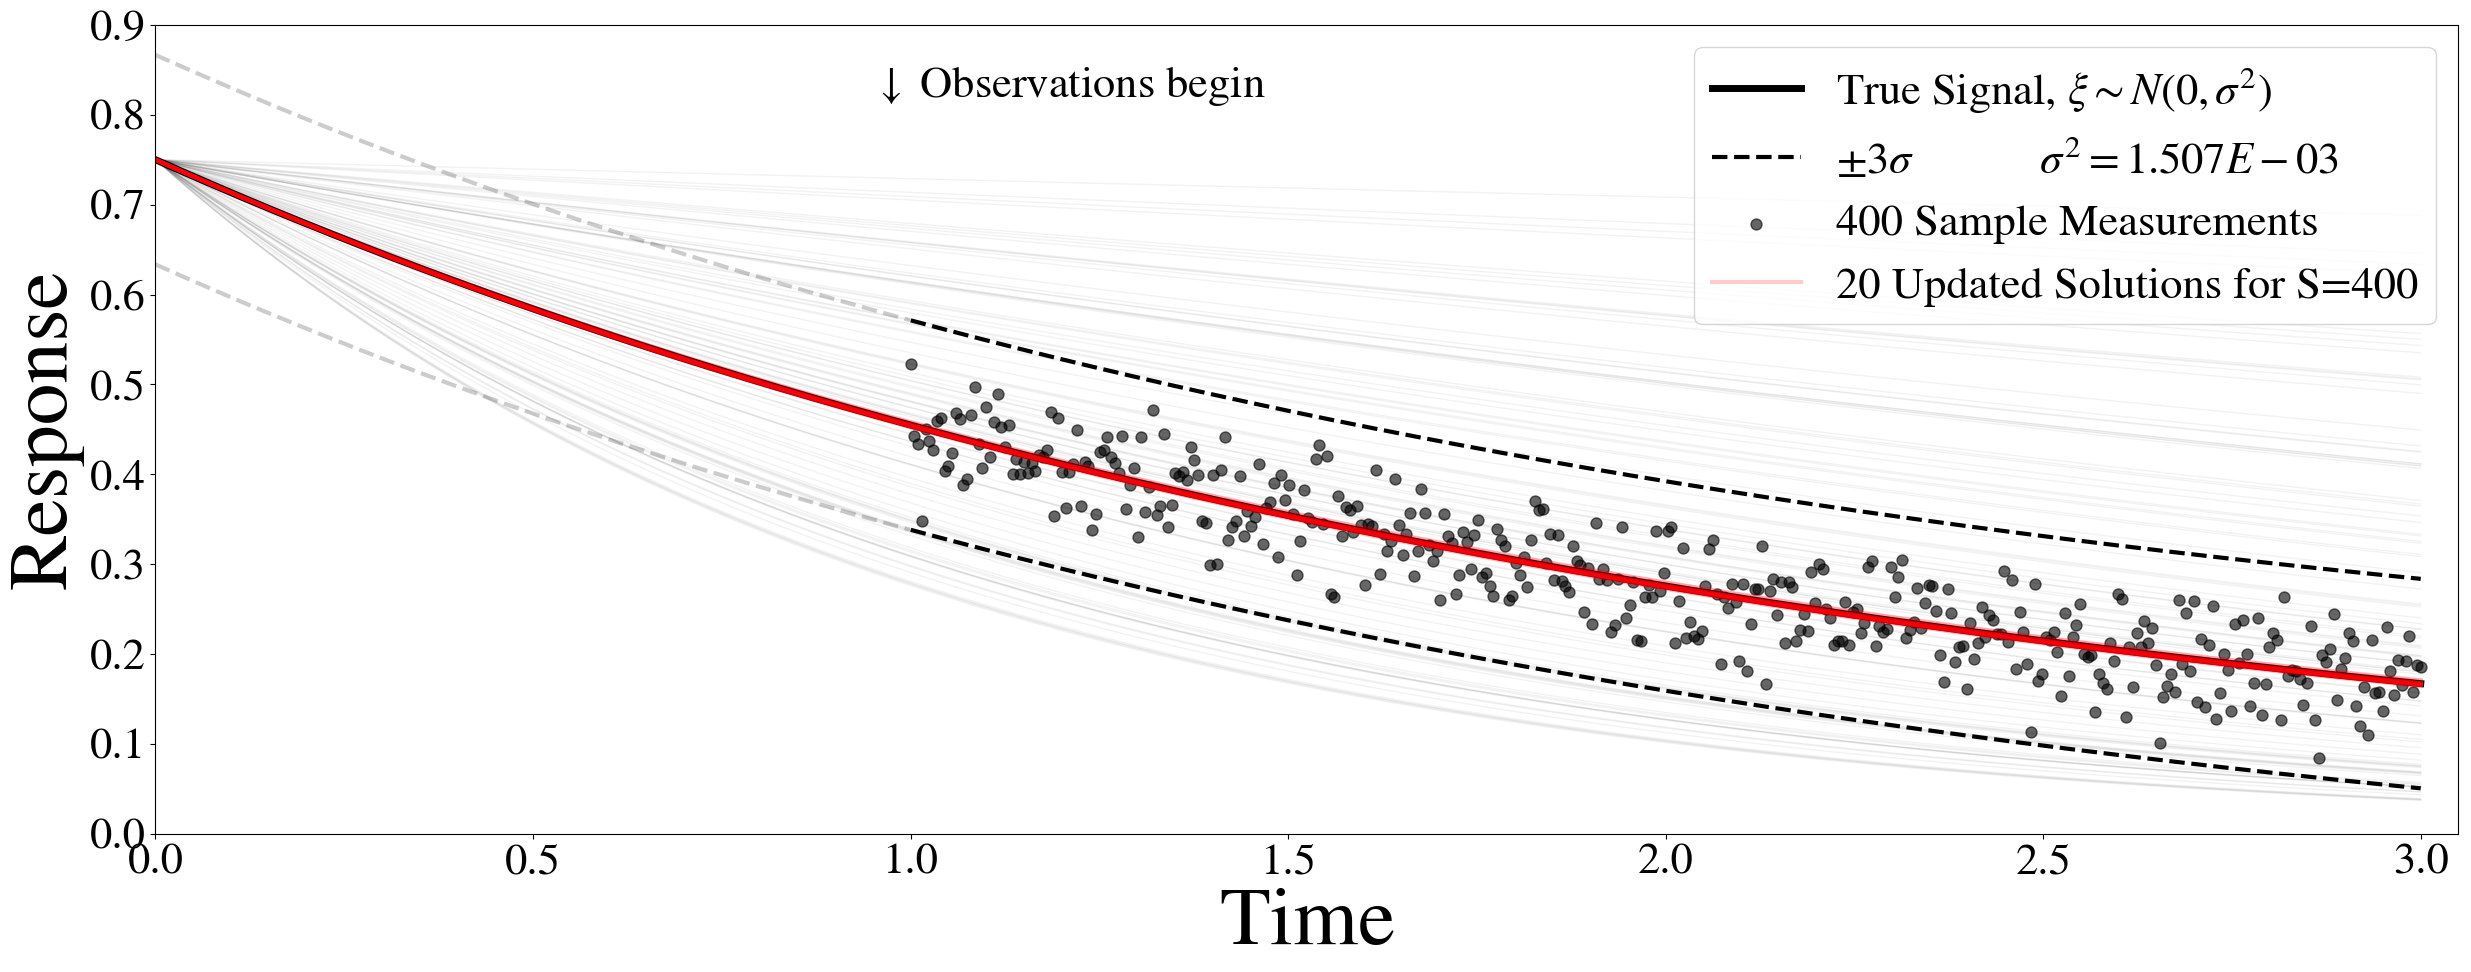 0.9
0.8
0.7
0.6
0.5
0.4
0.3
0.2
0.1
0.0
Response
↓ Observations begin
True Signal, ξ ~ N(0, σ²)
±3σ σ² = 1.507E − 03
400 Sample Measurements
20 Updated Solutions for S=400
0.0 0.5 1.0 1.5 2.0 2.5 3.0
Time